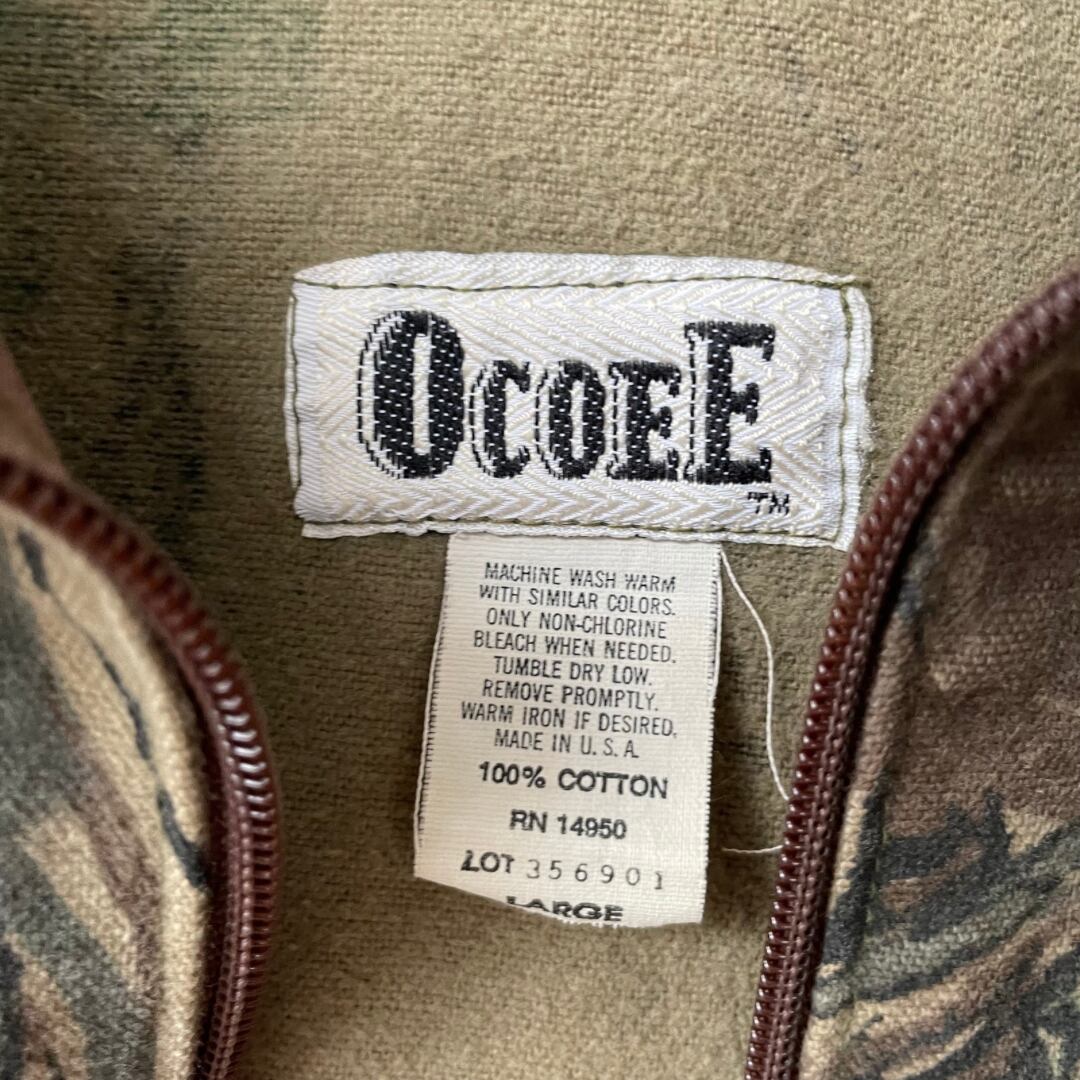 OCOEE
TM
MACHINE WASH WARM
WITH SIMILAR COLORS.
ONLY NON-CHLORINE
BLEACH WHEN NEEDED.
TUMBLE DRY LOW.
REMOVE PROMPTLY.
WARM IRON IF DESIRED.
MADE IN U.S.A.
100% COTTON
RN 14950
LOT 356901
LARGE